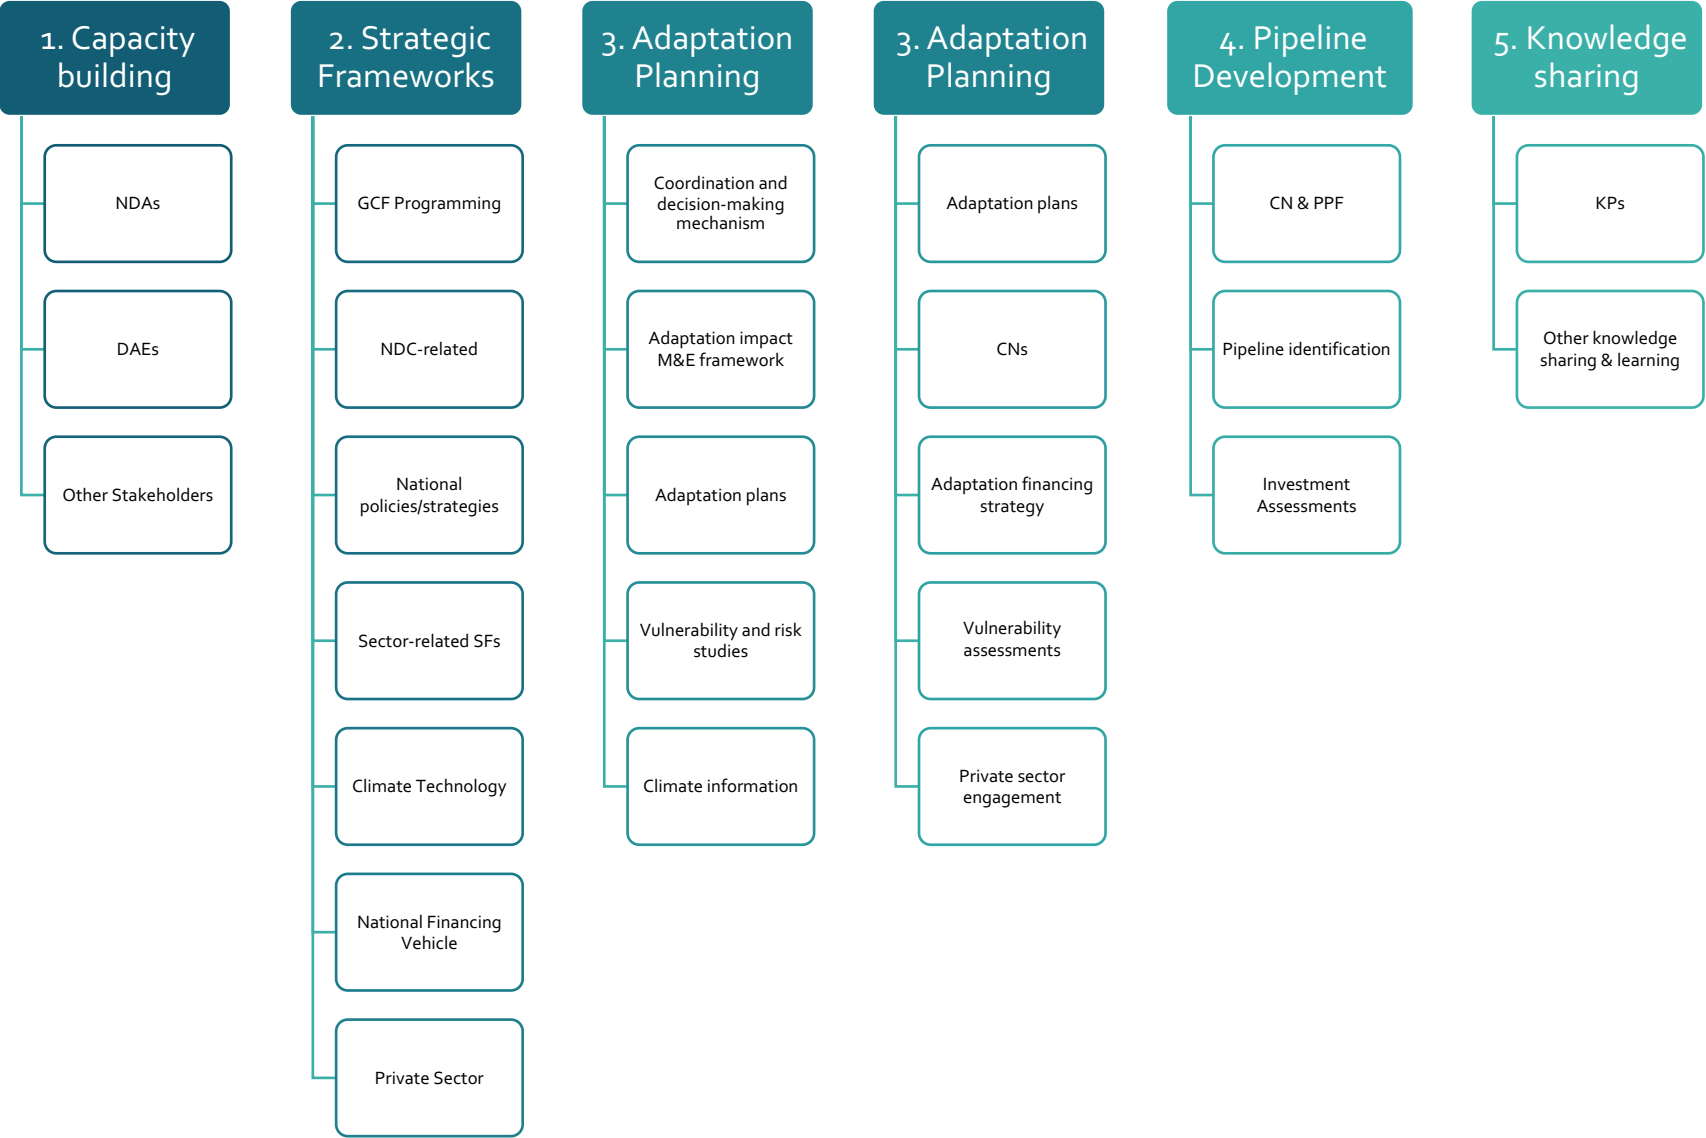 1. Capacity
building
NDAs
DAEs
Other Stakeholders
2. Strategic
Frameworks
GCF Programming
NDC-related
National
policies/strategies
Sector-related SFs
Climate Technology
National Financing
Vehicle
Private Sector
3. Adaptation
Planning
Coordination and
decision-making
mechanism
Adaptation impact
M&E framework
Adaptation plans
Vulnerability and risk
studies
Climate information
3. Adaptation
Planning
Adaptation plans
CNs
Adaptation financing
strategy
Vulnerability
assessments
Private sector
engagement
4. Pipeline
Development
CN & PPF
Pipeline identification
Investment
Assessments
5. Knowledge
sharing
KPs
Other knowledge
sharing & learning